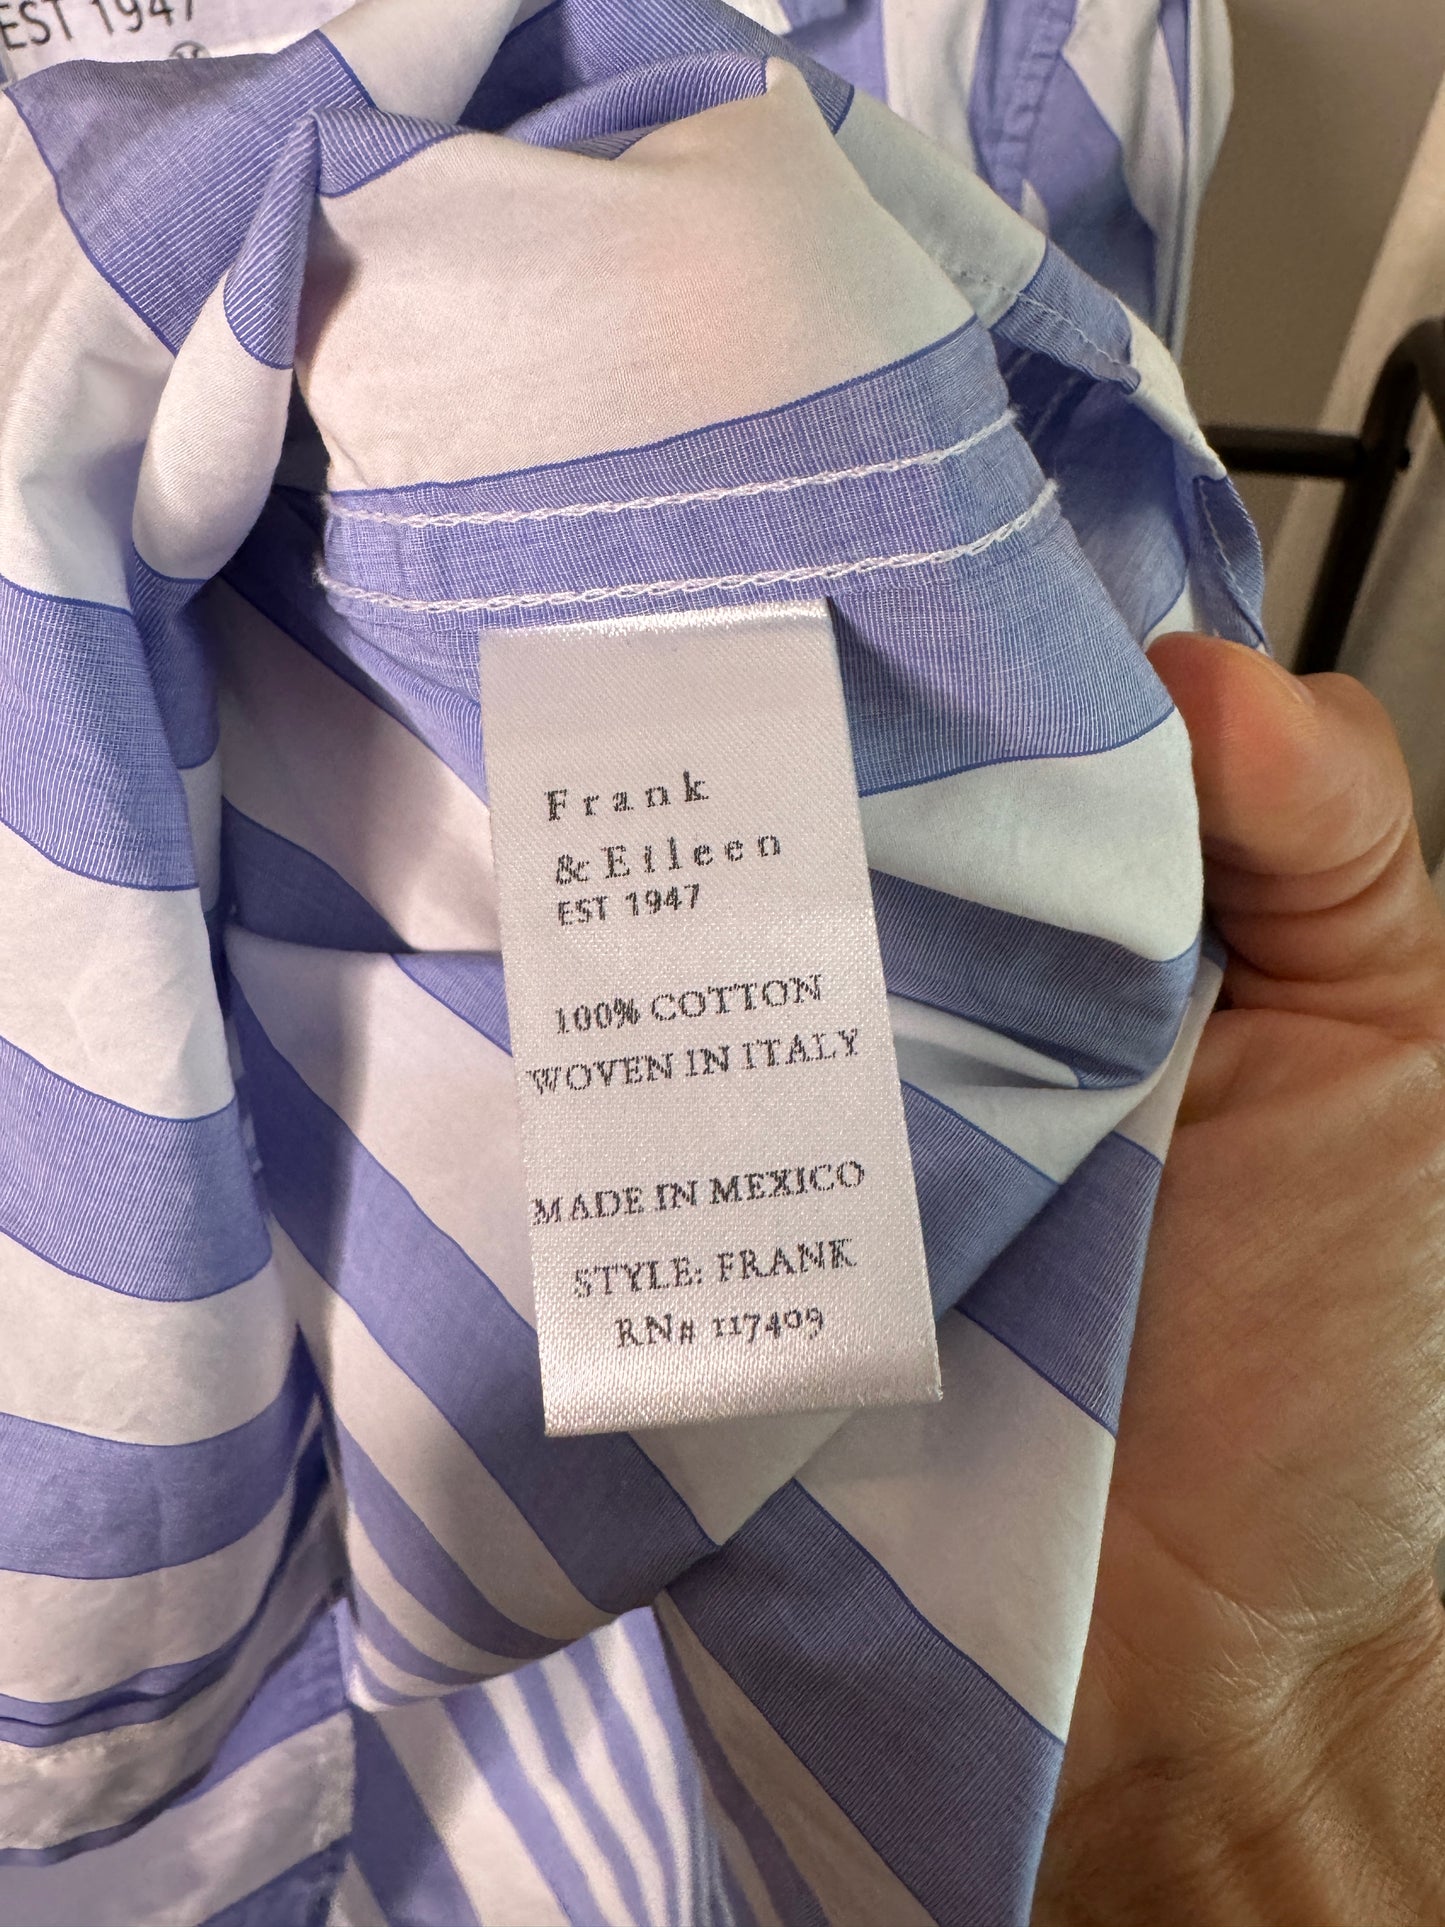 EST 1947
M
Frank
& Eileen
EST 1947
100% COTTON
WOVEN IN ITALY
MADE IN MEXICO
STYLE: FRANK
RN# 117409